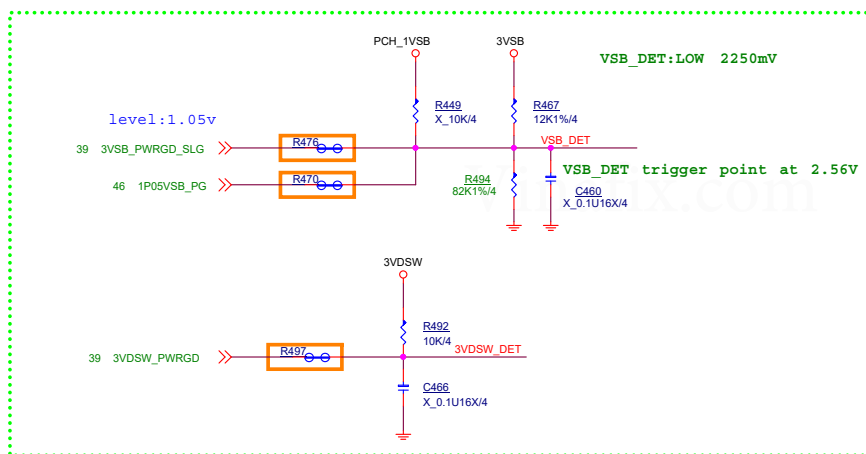 PCH_1VSB
3VSB
VSB_DET:LOW 2250mV
R449
X_10K/4
R467
12K1%/4
level:1.05v
39 3VSB_PWRGD_SLG
R476
VSB_DET
VSB_DET trigger point at 2.56V
46 1P05VSB_PG
R470
R494
82K1%/4
C460
X_0.1U16X/4
3VDSW
R492
10K/4
39 3VDSW_PWRGD
R497
3VDSW_DET
C466
X_0.1U16X/4